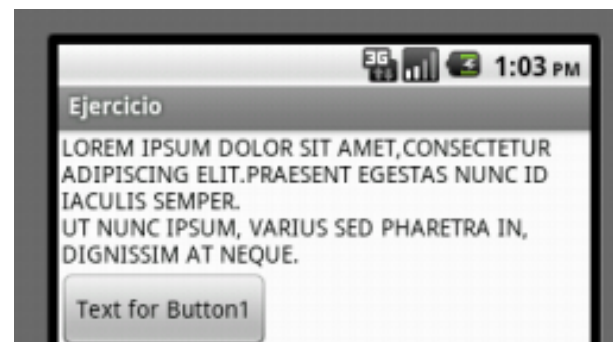 3G 1:03 PM
Ejercicio
LOREM IPSUM DOLOR SIT AMET,CONSECTETUR
ADIPISCING ELIT.PRAESENT EGESTAS NUNC ID
IACULIS SEMPER.
UT NUNC IPSUM, VARIUS SED PHARETRA IN,
DIGNISSIM AT NEQUE.
Text for Button1